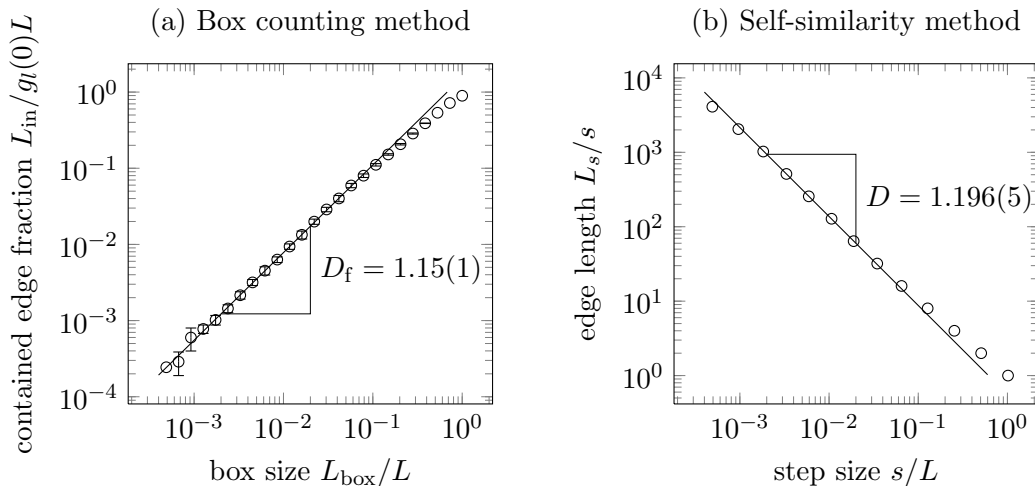 (a) Box counting method
contained edge fraction L_in/g_l(0)L
10^0
10^−1
10^−2
10^−3
10^−4
D_f = 1.15(1)
10^−3 10^−2 10^−1 10^0
box size L_box/L
(b) Self-similarity method
edge length L_s/s
10^4
10^3
10^2
10^1
10^0
D = 1.196(5)
10^−3 10^−2 10^−1 10^0
step size s/L